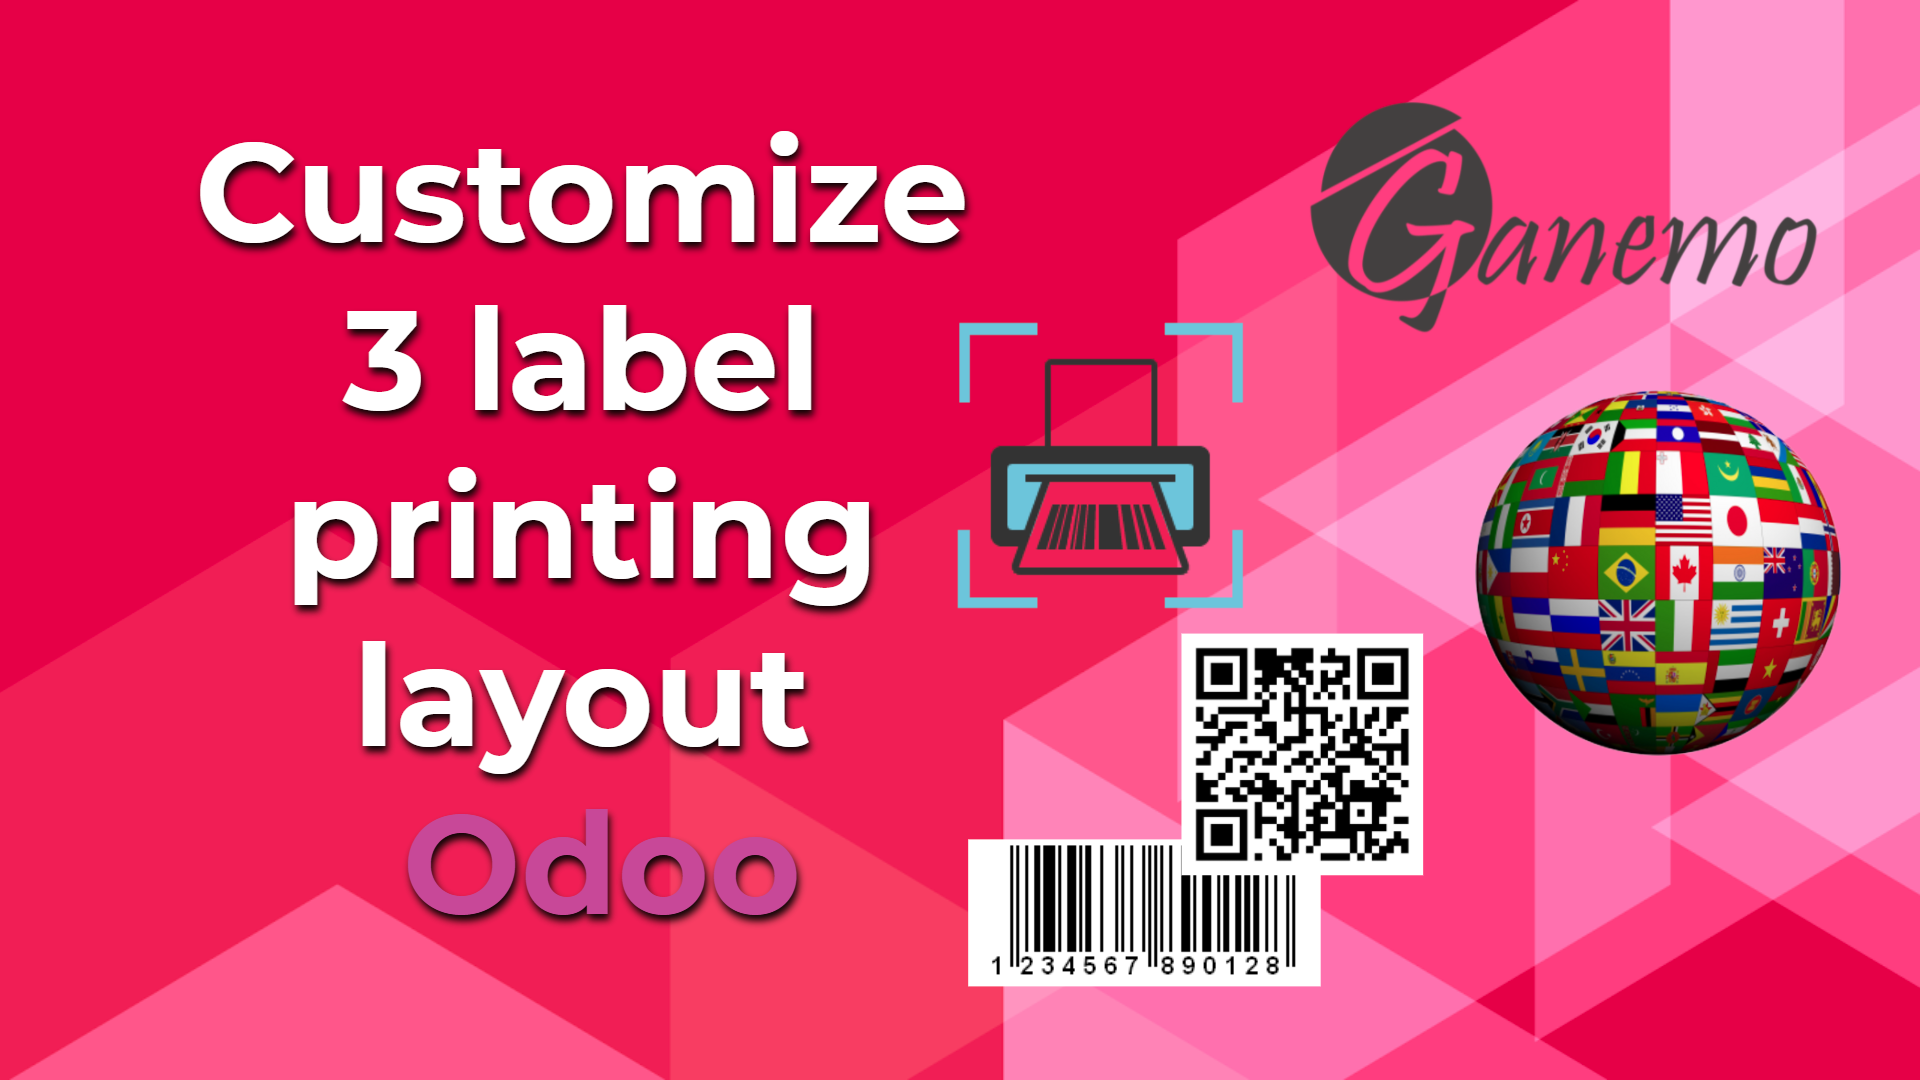 Customize
3 label
printing
layout
Odoo
Ganemo
1 234567 890128